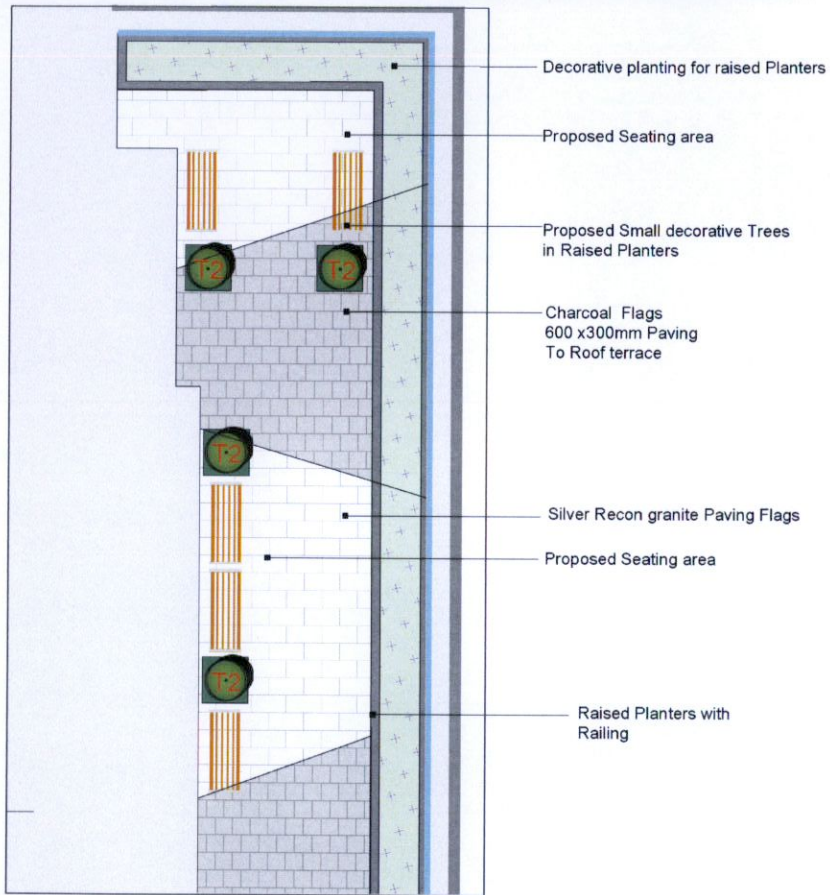 Decorative planting for raised Planters
Proposed Seating area
Proposed Small decorative Trees
in Raised Planters
T2
T2
Charcoal Flags
600 x300mm Paving
To Roof terrace
T2
Silver Recon granite Paving Flags
Proposed Seating area
T2
Raised Planters with
Railing